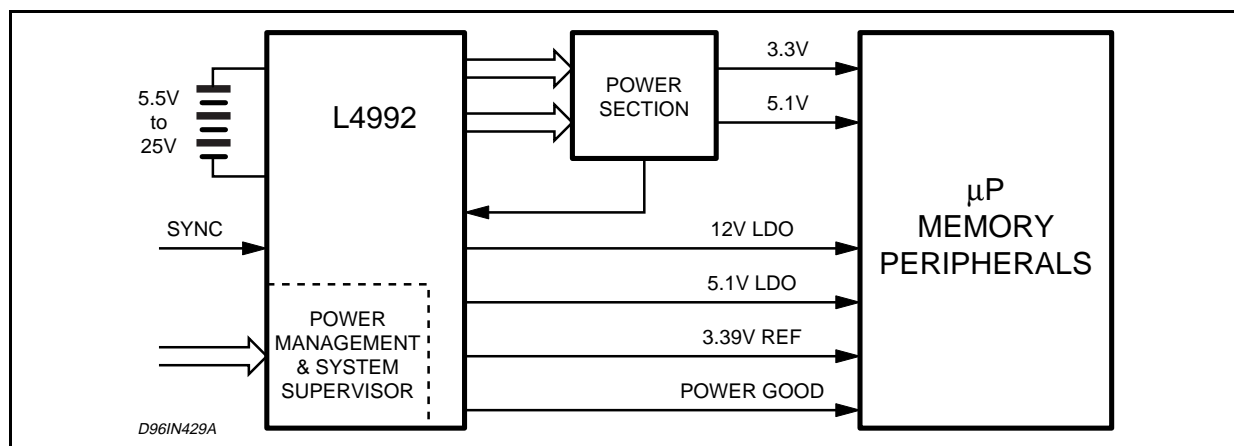 5.5V
to
25V
L4992
POWER
SECTION
3.3V
5.1V
µP
MEMORY
PERIPHERALS
SYNC
12V LDO
5.1V LDO
3.39V REF
POWER GOOD
POWER
MANAGEMENT
& SYSTEM
SUPERVISOR
D96IN429A